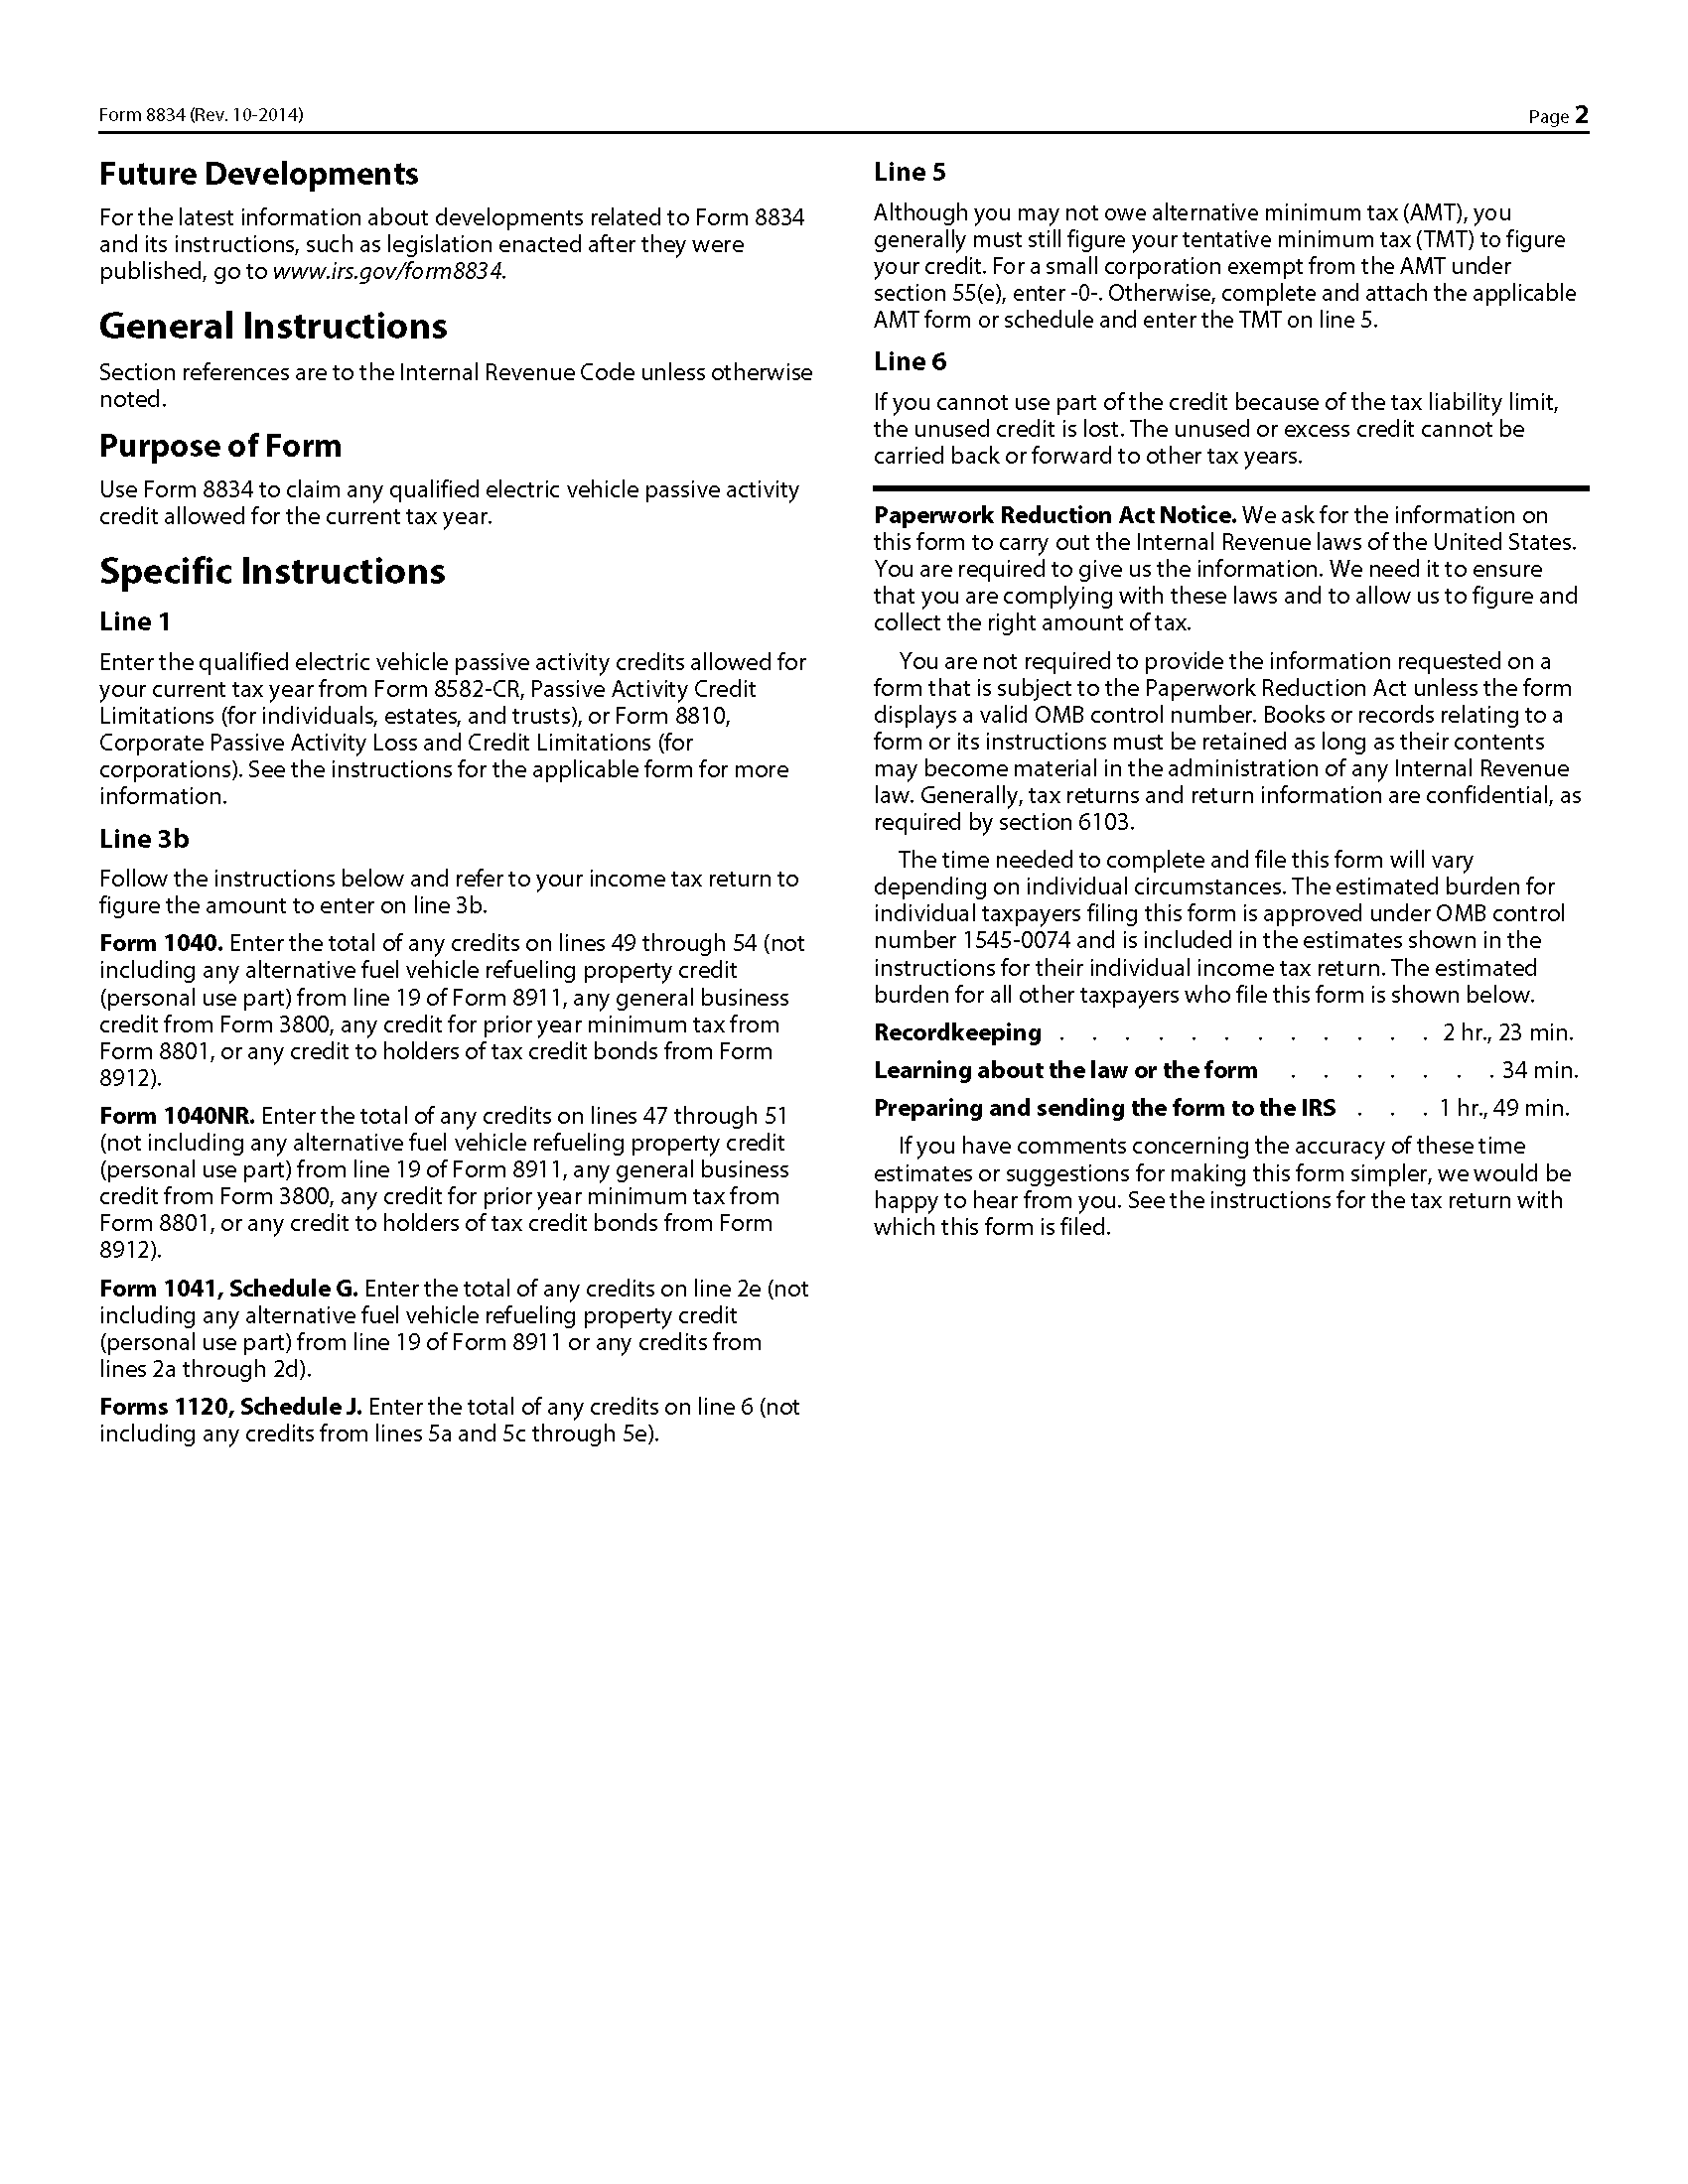 Form 8834 (Rev. 10-2014)
Page 2
Future Developments
For the latest information about developments related to Form 8834
and its instructions, such as legislation enacted after they were
published, go to www.irs.gov/form8834.
General Instructions
Section references are to the Internal Revenue Code unless otherwise
noted.
Purpose of Form
Use Form 8834 to claim any qualified electric vehicle passive activity
credit allowed for the current tax year.
Specific Instructions
Line 1
Enter the qualified electric vehicle passive activity credits allowed for
your current tax year from Form 8582-CR, Passive Activity Credit
Limitations (for individuals, estates, and trusts), or Form 8810,
Corporate Passive Activity Loss and Credit Limitations (for
corporations). See the instructions for the applicable form for more
information.
Line 3b
Follow the instructions below and refer to your income tax return to
figure the amount to enter on line 3b.
Form 1040. Enter the total of any credits on lines 49 through 54 (not
including any alternative fuel vehicle refueling property credit
(personal use part) from line 19 of Form 8911, any general business
credit from Form 3800, any credit for prior year minimum tax from
Form 8801, or any credit to holders of tax credit bonds from Form
8912).
Form 1040NR. Enter the total of any credits on lines 47 through 51
(not including any alternative fuel vehicle refueling property credit
(personal use part) from line 19 of Form 8911, any general business
credit from Form 3800, any credit for prior year minimum tax from
Form 8801, or any credit to holders of tax credit bonds from Form
8912).
Form 1041, Schedule G. Enter the total of any credits on line 2e (not
including any alternative fuel vehicle refueling property credit
(personal use part) from line 19 of Form 8911 or any credits from
lines 2a through 2d).
Forms 1120, Schedule J. Enter the total of any credits on line 6 (not
including any credits from lines 5a and 5c through 5e).
Line 5
Although you may not owe alternative minimum tax (AMT), you
generally must still figure your tentative minimum tax (TMT) to figure
your credit. For a small corporation exempt from the AMT under
section 55(e), enter -0-. Otherwise, complete and attach the applicable
AMT form or schedule and enter the TMT on line 5.
Line 6
If you cannot use part of the credit because of the tax liability limit,
the unused credit is lost. The unused or excess credit cannot be
carried back or forward to other tax years.
Paperwork Reduction Act Notice. We ask for the information on
this form to carry out the Internal Revenue laws of the United States.
You are required to give us the information. We need it to ensure
that you are complying with these laws and to allow us to figure and
collect the right amount of tax.
You are not required to provide the information requested on a
form that is subject to the Paperwork Reduction Act unless the form
displays a valid OMB control number. Books or records relating to a
form or its instructions must be retained as long as their contents
may become material in the administration of any Internal Revenue
law. Generally, tax returns and return information are confidential, as
required by section 6103.
The time needed to complete and file this form will vary
depending on individual circumstances. The estimated burden for
individual taxpayers filing this form is approved under OMB control
number 1545-0074 and is included in the estimates shown in the
instructions for their individual income tax return. The estimated
burden for all other taxpayers who file this form is shown below.
Recordkeeping . . . . . . . . . . . . 2 hr., 23 min.
Learning about the law or the form . . . . . . . 34 min.
Preparing and sending the form to the IRS . . . 1 hr., 49 min.
If you have comments concerning the accuracy of these time
estimates or suggestions for making this form simpler, we would be
happy to hear from you. See the instructions for the tax return with
which this form is filed.